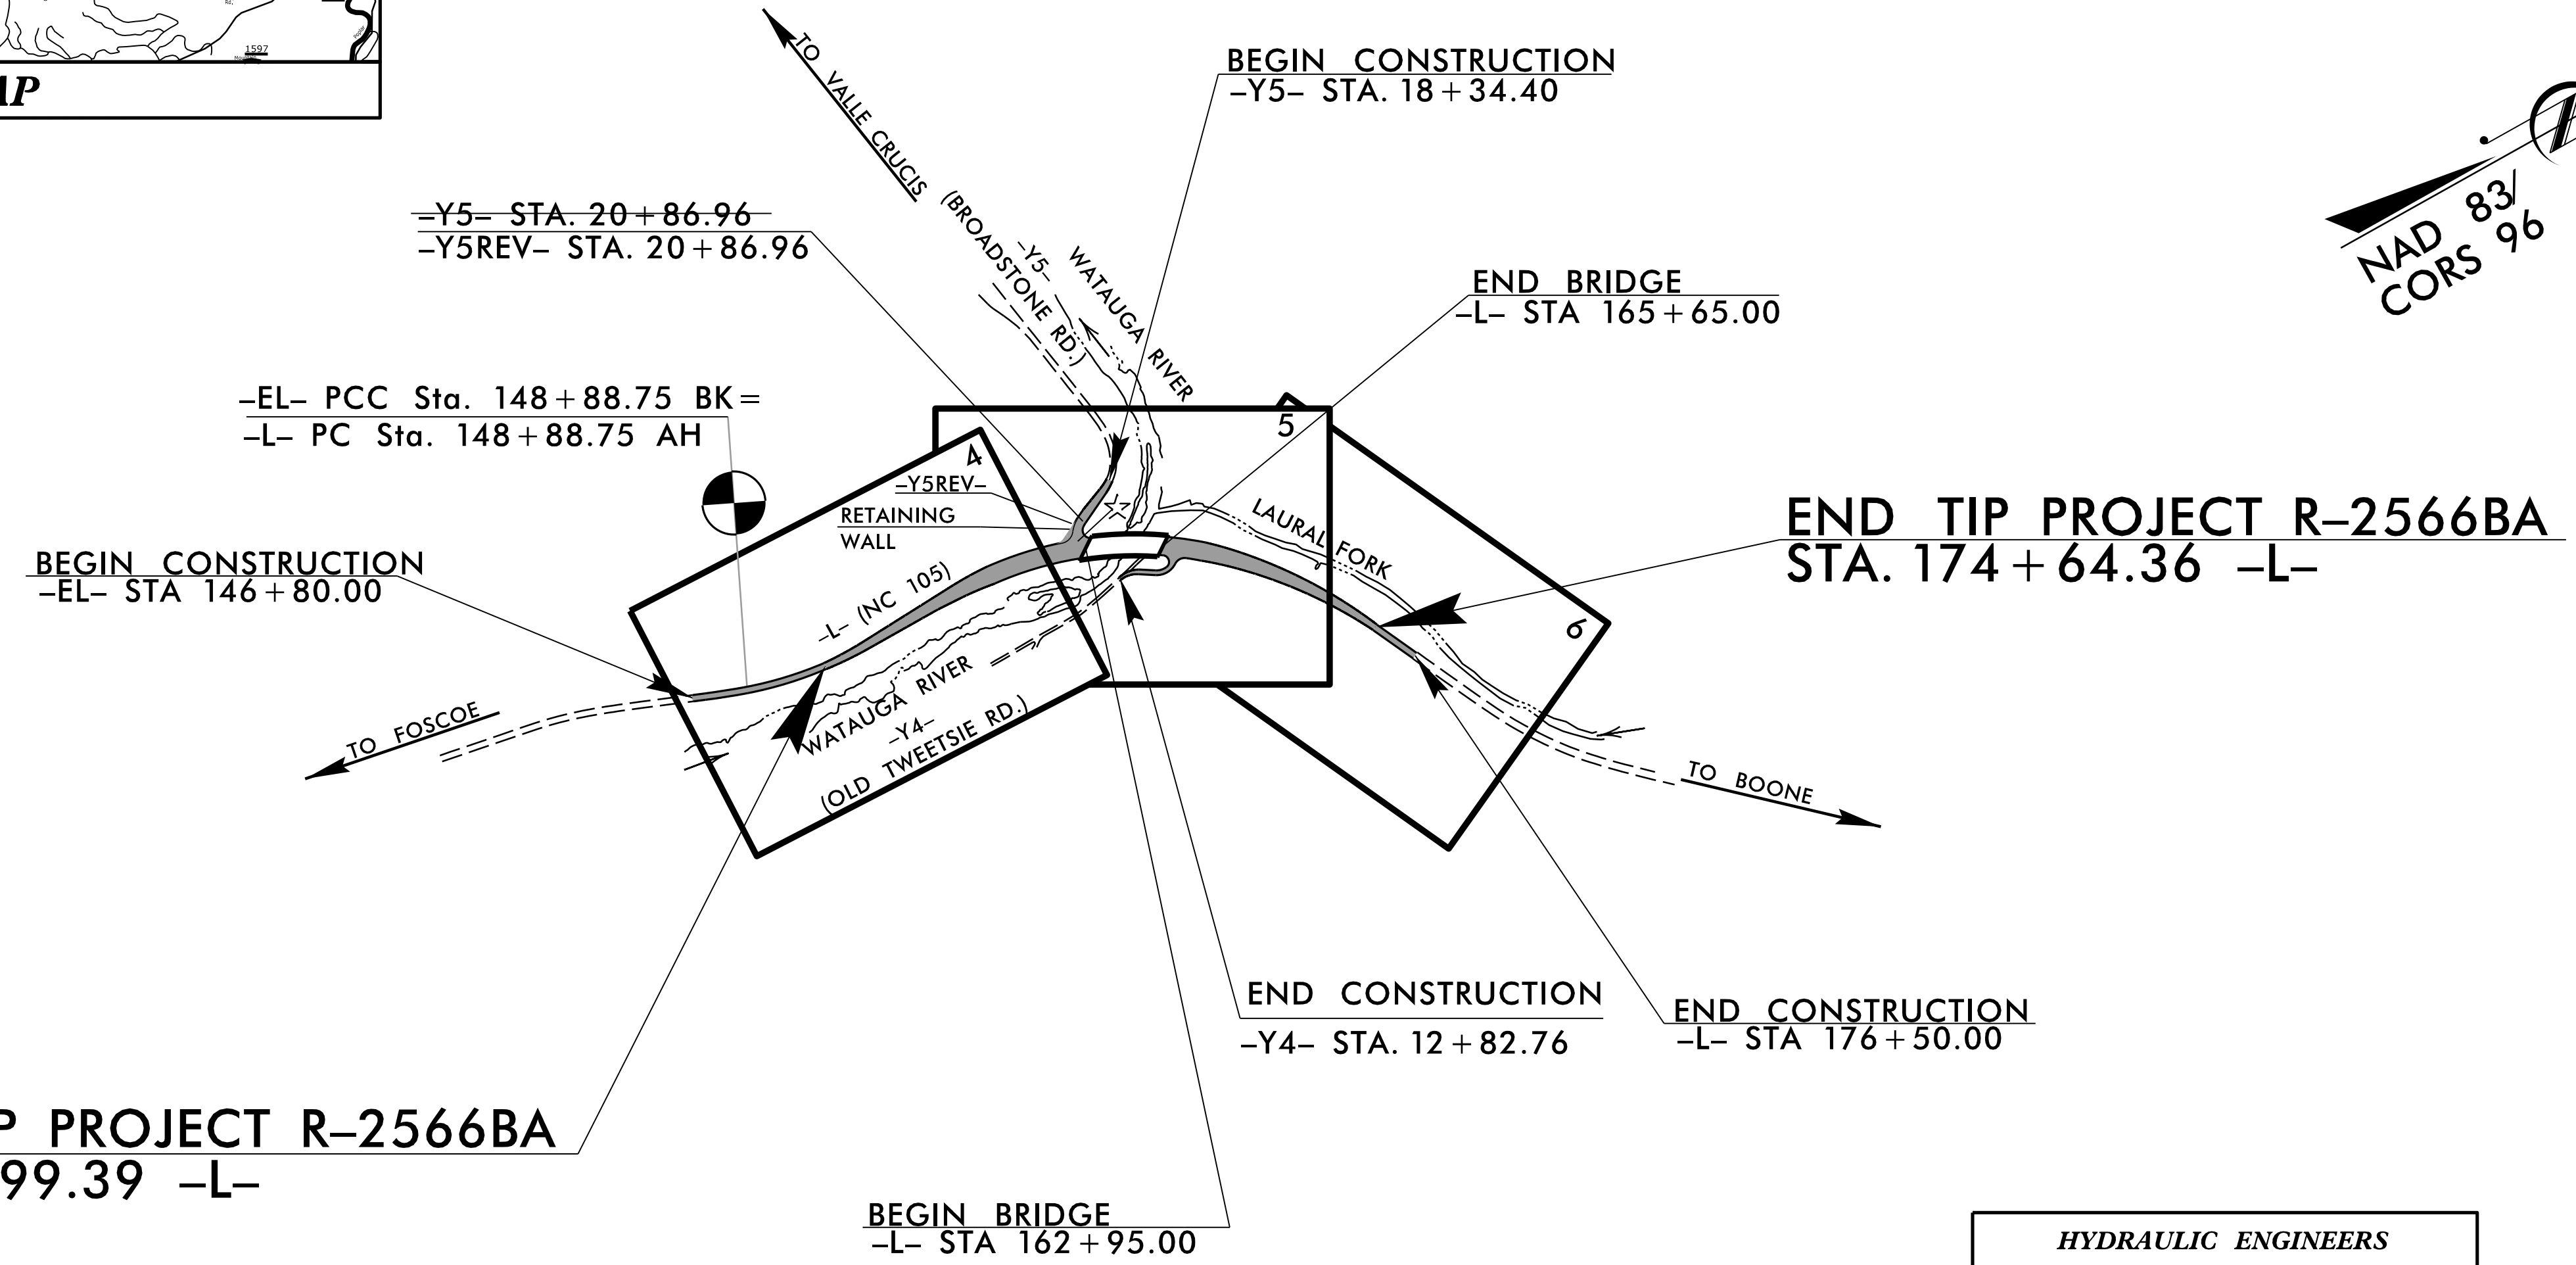 1597
AP
TO VALLE CRUCIS
(BROADSTONE RD.)
–Y5–
WATAUGA RIVER
BEGIN CONSTRUCTION
–Y5– STA. 18+34.40
NAD 83/
CORS 96
–Y5– STA. 20+86.96
–Y5REV– STA. 20+86.96
END BRIDGE
–L– STA 165+65.00
–EL– PCC Sta. 148+88.75 BK=
–L– PC Sta. 148+88.75 AH
4
5
6
–Y5REV–
RETAINING
WALL
LAURAL FORK
END TIP PROJECT R–2566BA
STA. 174+64.36 –L–
BEGIN CONSTRUCTION
–EL– STA 146+80.00
–L– (NC 105)
WATAUGA RIVER
–Y4–
(OLD TWEETSIE RD.)
TO FOSCOE
TO BOONE
END CONSTRUCTION
–Y4– STA. 12+82.76
END CONSTRUCTION
–L– STA 176+50.00
P PROJECT R–2566BA
99.39 –L–
BEGIN BRIDGE
–L– STA 162+95.00
HYDRAULIC ENGINEERS